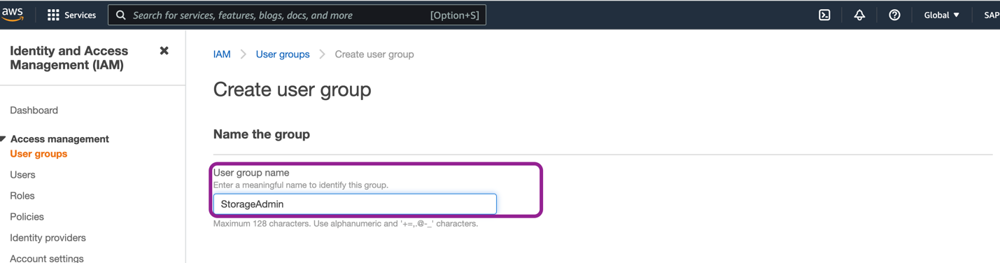 aws
Services
Search for services, features, blogs, docs, and more
[Option+S]
Global
SAP
Identity and Access
Management (IAM)
Dashboard
Access management
User groups
Users
Roles
Policies
Identity providers
Account settings
IAM
User groups
Create user group
Create user group
Name the group
User group name
Enter a meaningful name to identify this group.
StorageAdmin
Maximum 128 characters. Use alphanumeric and '+=,.@-_' characters.